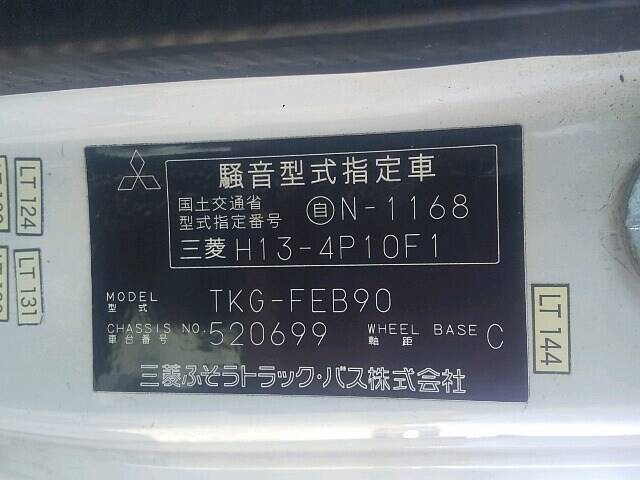 騒音型式指定車
国土交通省
型式指定番号 自N-1168
三菱 H13-4P10F1
MODEL
型式 TKG-FEB90
CHASSIS NO. 520699 WHEEL BASE C
車台番号 軸距
三菱ふそうトラック・バス株式会社
LT 124
LT 131
LT 144